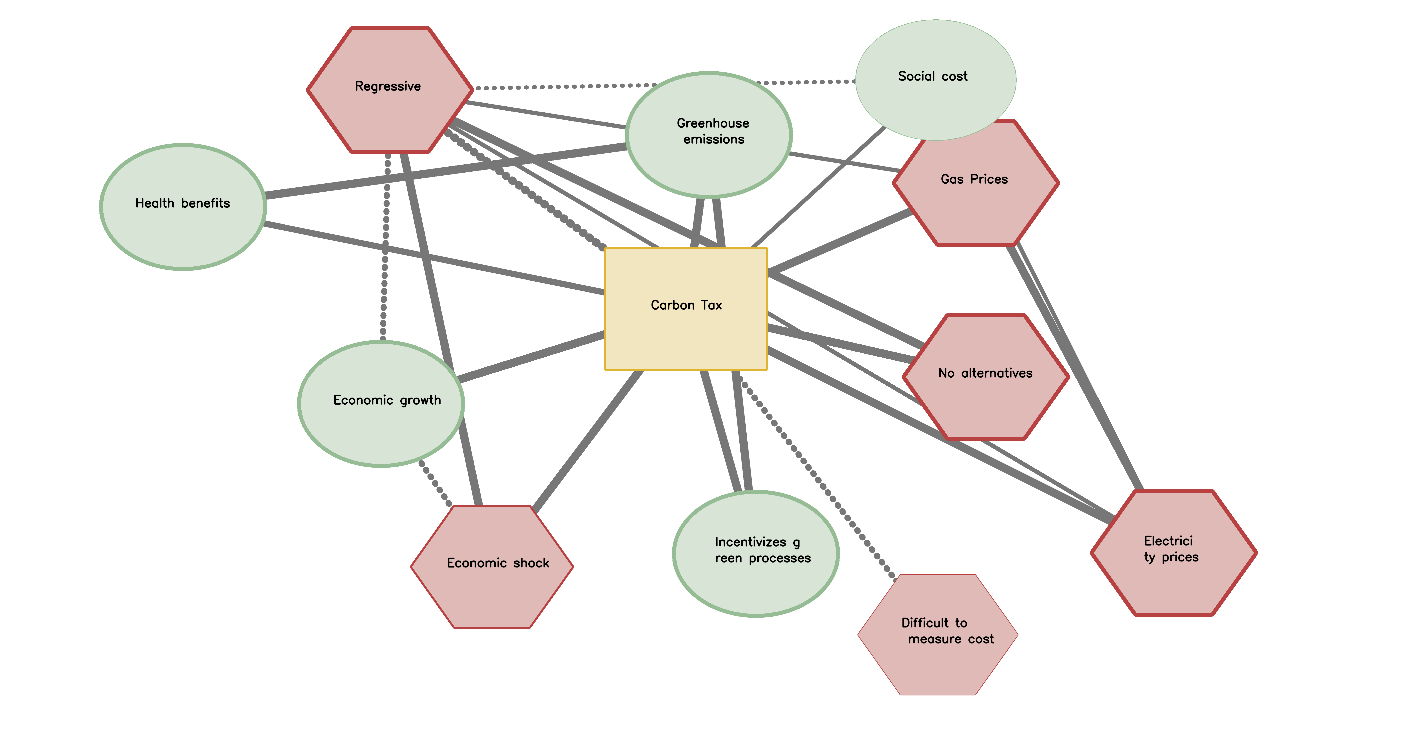 Regressive
Social cost
Greenhouse
emissions
Gas Prices
Health benefits
Carbon Tax
No alternatives
Economic growth
Incentivizes g
reen processes
Electrici
ty prices
Economic shock
Difficult to
measure cost